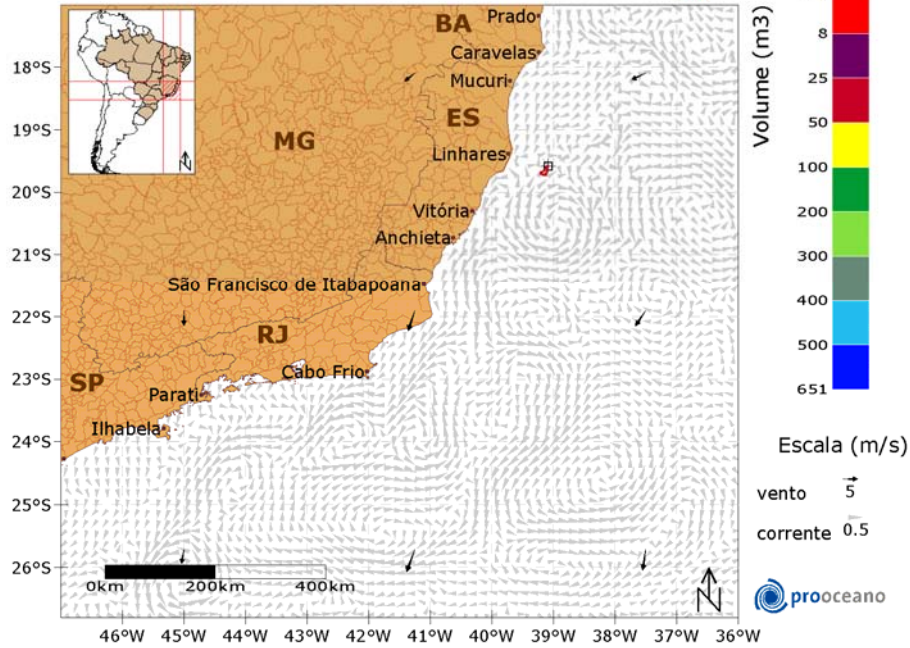 BA
Prado
Caravelas
Mucuri
ES
MG
Linhares
Vitória
Anchieta
São Francisco de Itabapoana
RJ
Cabo Frio
SP
Parati
Ilhabela
18°S
19°S
20°S
21°S
22°S
23°S
24°S
25°S
26°S
0km
200km
400km
N
N
46°W
45°W
44°W
43°W
42°W
41°W
40°W
39°W
38°W
37°W
36°W
Volume (m3)
8
25
50
100
200
300
400
500
651
Escala (m/s)
vento 5
corrente 0.5
prooceano